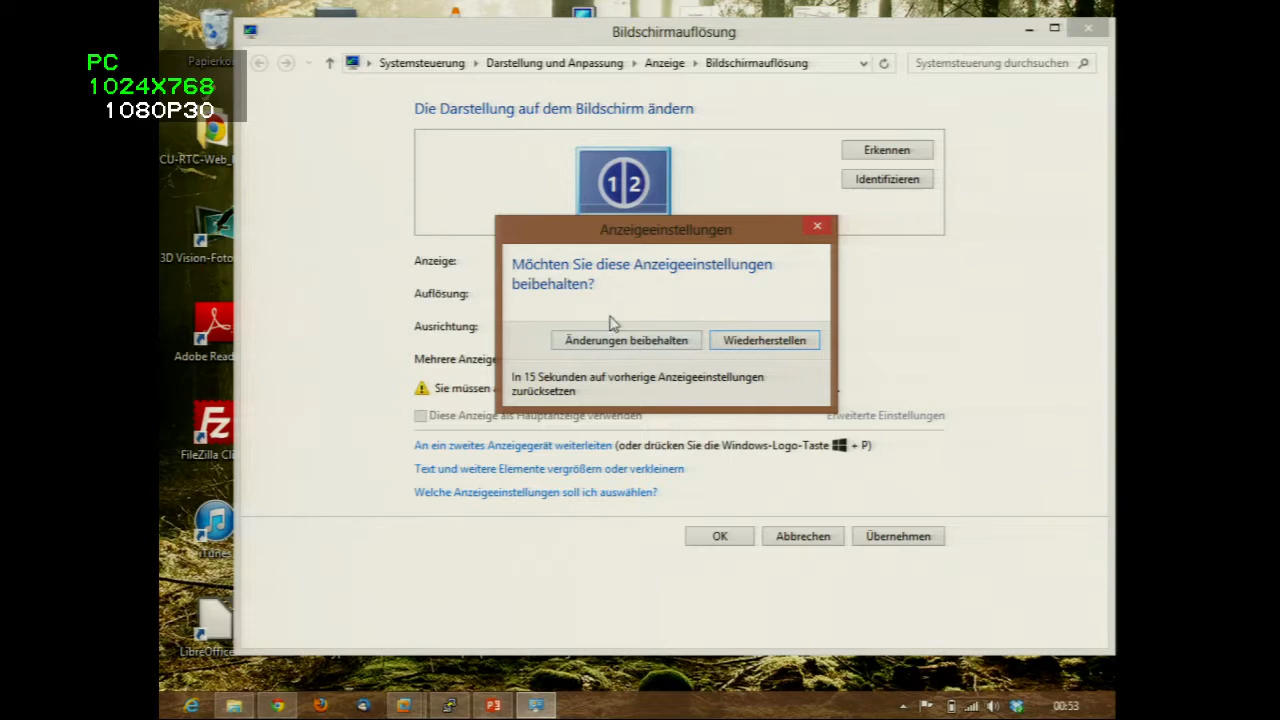 PC
1024X768
1080P30
Papierko
Bildschirmauflösung
Systemsteuerung
Darstellung und Anpassung
Anzeige
Bildschirmauflösung
Systemsteuerung durchsuchen
Die Darstellung auf dem Bildschirm ändern
1 2
Erkennen
Identifizieren
CU-RTC-Web_
3D Vision-Foto
Adobe Read
FileZilla Cli
iTunes
LibreOffice
Anzeige:
Auflösung:
Ausrichtung:
Mehrere Anzeige
Sie müssen
Anzeigeeinstellungen
Möchten Sie diese Anzeigeeinstellungen
beibehalten?
Änderungen beibehalten
Wiederherstellen
In 15 Sekunden auf vorherige Anzeigeeinstellungen
zurücksetzen
Diese Anzeige als Hauptanzeige verwenden
Erweiterte Einstellungen
An ein zweites Anzeigegerät weiterleiten (oder drücken Sie die Windows-Logo-Taste + P)
Text und weitere Elemente vergrößern oder verkleinern
Welche Anzeigeeinstellungen soll ich auswählen?
OK
Abbrechen
Übernehmen
00:53